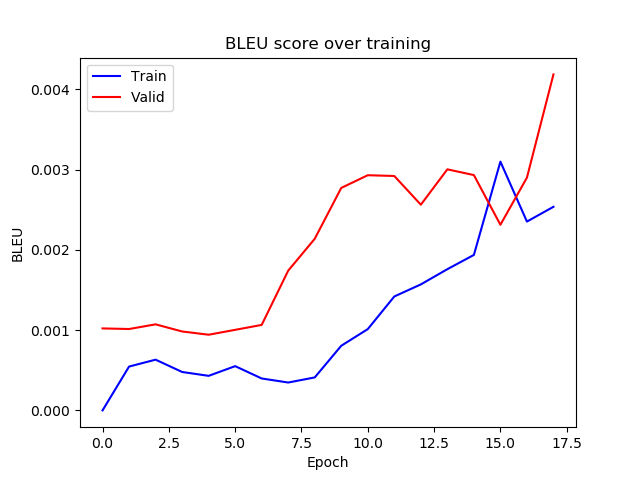 BLEU score over training
Train
Valid
BLEU
0.004
0.003
0.002
0.001
0.000
0.0 2.5 5.0 7.5 10.0 12.5 15.0 17.5
Epoch